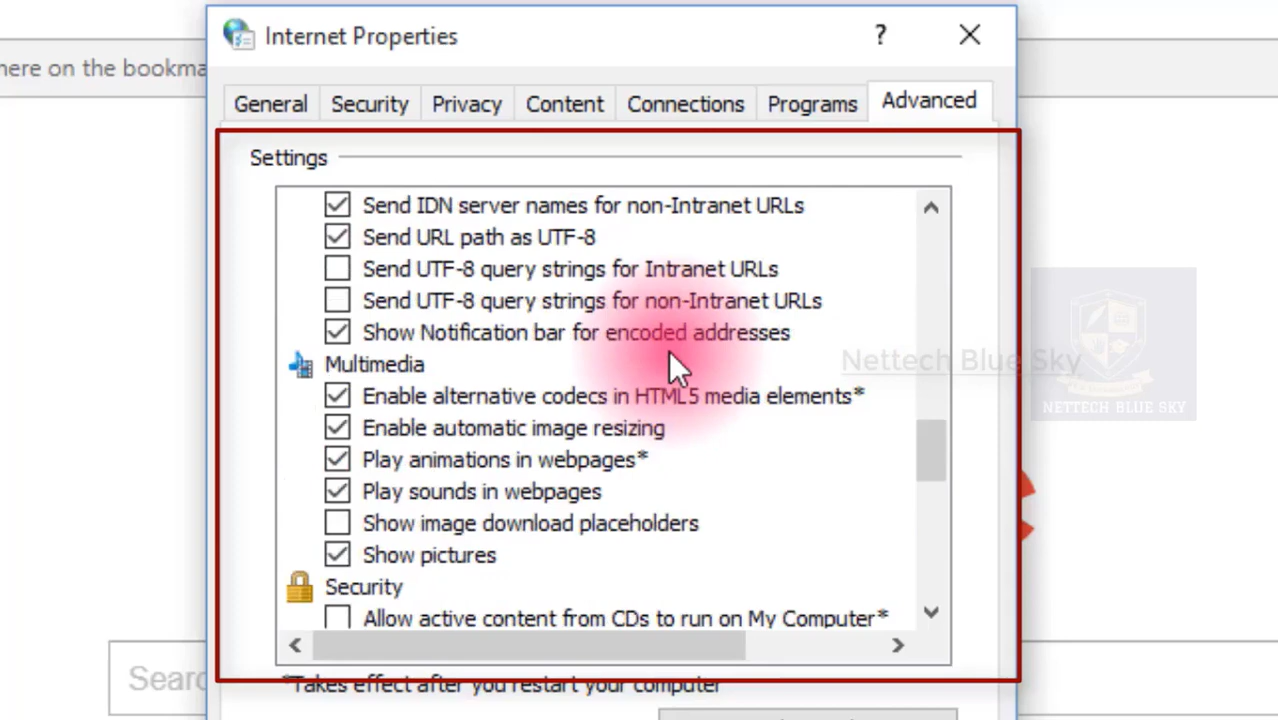 Internet Properties
?
here on the bookma
General Security Privacy Content Connections Programs Advanced
Settings
Send IDN server names for non-Intranet URLs
Send URL path as UTF-8
Send UTF-8 query strings for Intranet URLs
Send UTF-8 query strings for non-Intranet URLs
Show Notification bar for encoded addresses
Multimedia
Enable alternative codecs in HTML5 media elements*
Enable automatic image resizing
Play animations in webpages*
Play sounds in webpages
Show image download placeholders
Show pictures
Security
Allow active content from CDs to run on My Computer*
*Takes effect after you restart your computer
Nettech Blue Sky
NETTECH BLUE SKY
Searc